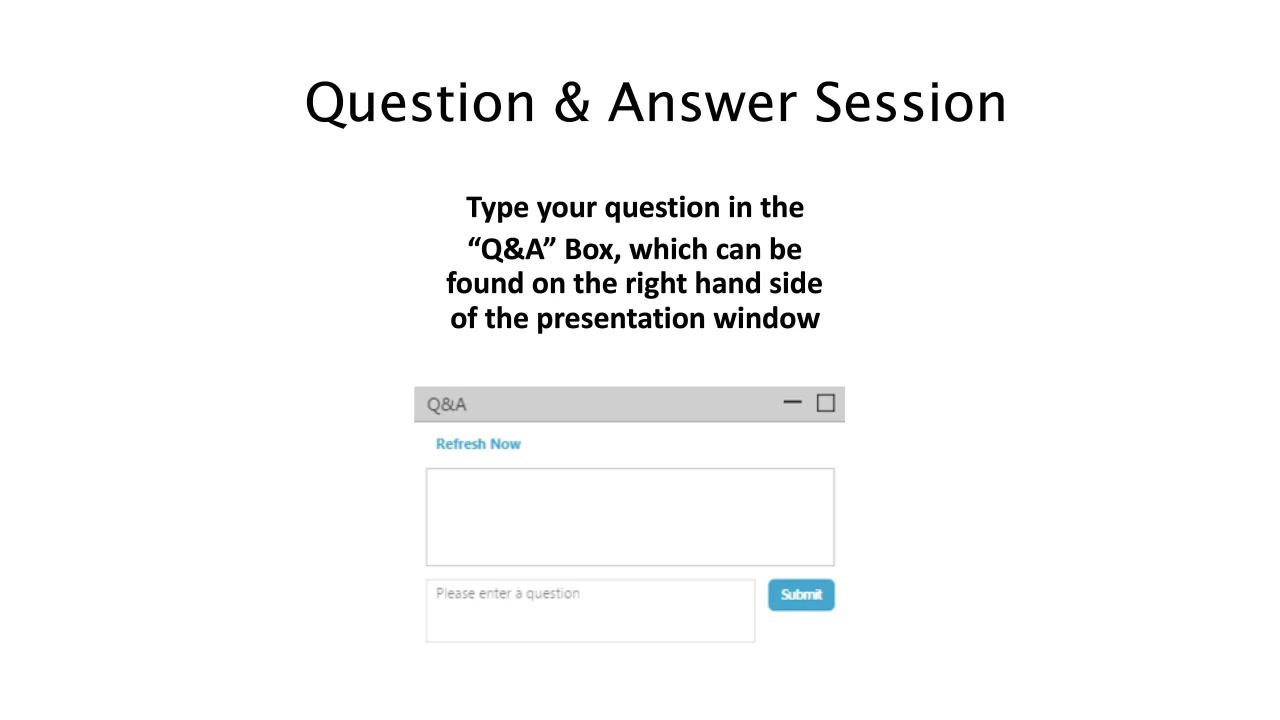 Question & Answer Session
Type your question in the
“Q&A” Box, which can be
found on the right hand side
of the presentation window
Q&A
Refresh Now
Please enter a question
Submit